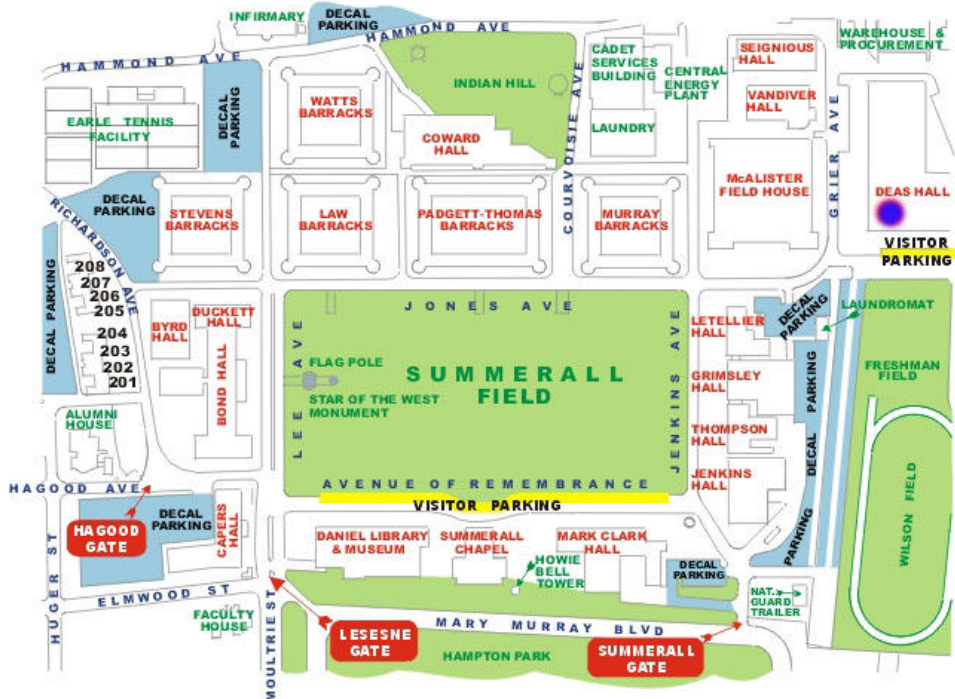 INFIRMARY
DECAL
PARKING
HAMMOND AVE
HAMMOND AVE
WAREHOUSE &
PROCUREMENT
CADET
SERVICES
BUILDING
SEIGNIOUS
HALL
CENTRAL
ENERGY
PLANT
INDIAN HILL
VANDIVER
HALL
WATTS
BARRACKS
EARLE TENNIS
FACILITY
DECAL
PARKING
LAUNDRY
COWARD
HALL
COURVOISIE AVE
GRIER AVE
McALISTER
FIELD HOUSE
DEAS HALL
DECAL
PARKING
STEVENS
BARRACKS
LAW
BARRACKS
PADGETT-THOMAS
BARRACKS
MURRAY
BARRACKS
VISITOR
PARKING
RICHARDSON AVE
DECAL PARKING
208
207
206
205
204
203
202
201
BYRD
HALL
DUCKETT
HALL
BOND HALL
JONES AVE
LEE AVE
FLAG POLE
STAR OF THE WEST
MONUMENT
SUMMERALL
FIELD
JENKINS AVE
LETELLIER
HALL
DECAL
PARKING
LAUNDROMAT
GRIMSLEY
HALL
FRESHMAN
FIELD
THOMPSON
HALL
JENKINS
HALL
PARKING
DECAL
PARKING
WILSON FIELD
ALUMNI
HOUSE
HAGOOD AVE
HAGOOD
GATE
DECAL
PARKING
CAPERS
HALL
AVENUE OF REMEMBRANCE
VISITOR PARKING
DANIEL LIBRARY
& MUSEUM
SUMMERALL
CHAPEL
MARK CLARK
HALL
HOWIE
BELL
TOWER
DECAL
PARKING
NAT.
GUARD
TRAILER
HUGER ST
ELMWOOD ST
FACULTY
HOUSE
MOULTRIE ST
LESESNE
GATE
MARY MURRAY BLVD
SUMMERALL
GATE
HAMPTON PARK